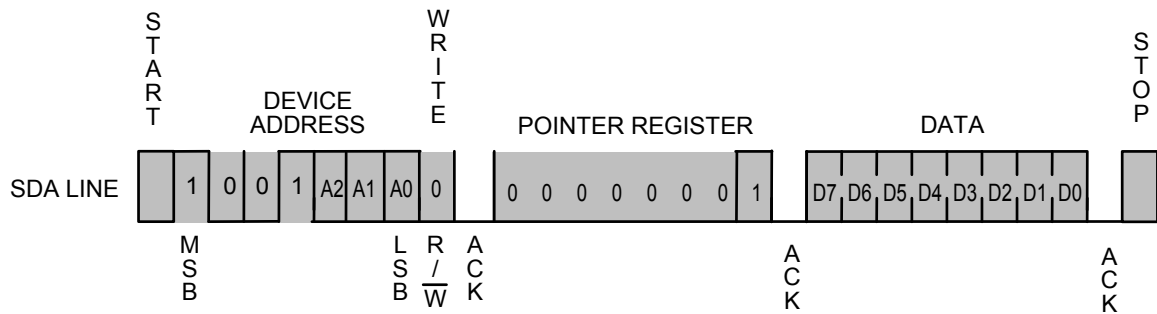 START
WRITE
STOP
DEVICE
ADDRESS
POINTER REGISTER
DATA
SDA LINE
1 0 0 1 A2 A1 A0 0
0 0 0 0 0 0 0 1
D7 D6 D5 D4 D3 D2 D1 D0
MSB
LSB
R/W̅
ACK
ACK
ACK